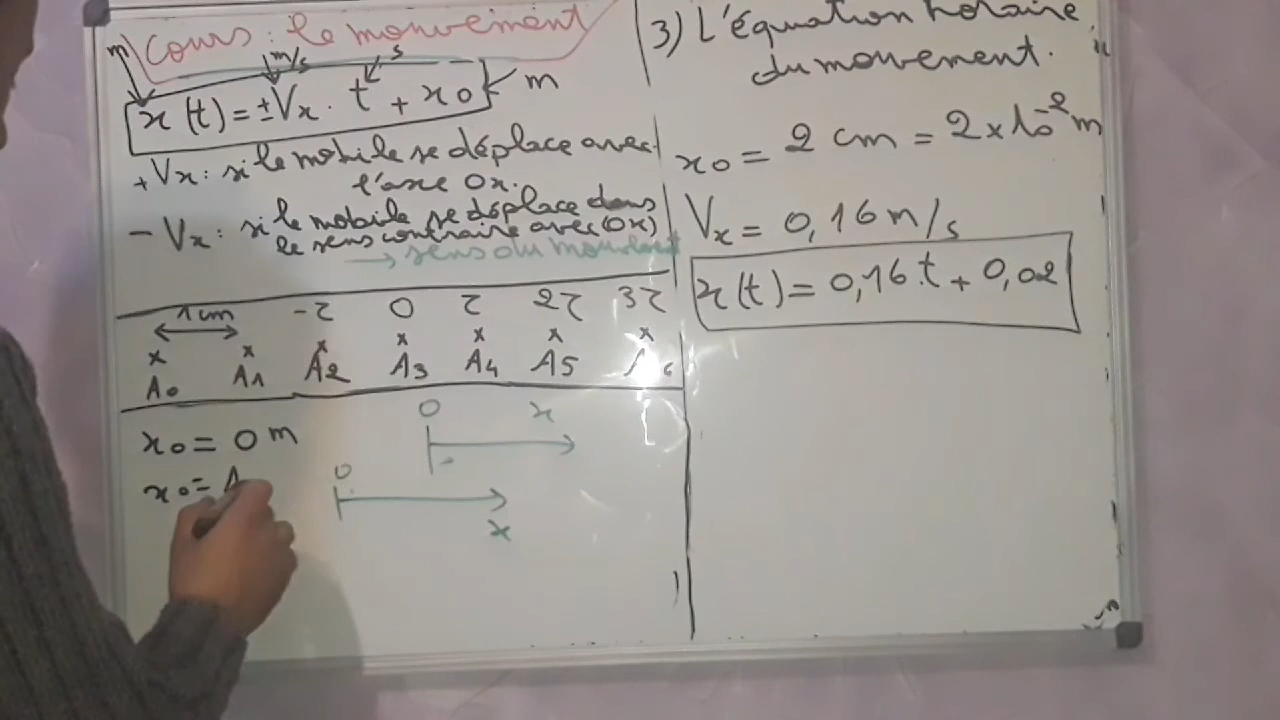 Cours : le mouvement
m m/s s
x (t) = ± Vx . t + x0 m
+ Vx : si le mobile se déplace avec
l'axe Ox.
- Vx : si le mobile se déplace dans
le sens contraire avec (Ox)
→ sens du mouvement
1cm -τ 0 τ 2τ 3τ
x x x x x x x
A0 A1 A2 A3 A4 A5 A6
x0 = 0 m
x0 = A
0 x
0
x
3) L'équation horaire
du mouvement.
x0 = 2 cm = 2 x 10^-2 m
Vx = 0,16 m/s
x (t) = 0,16.t + 0,02